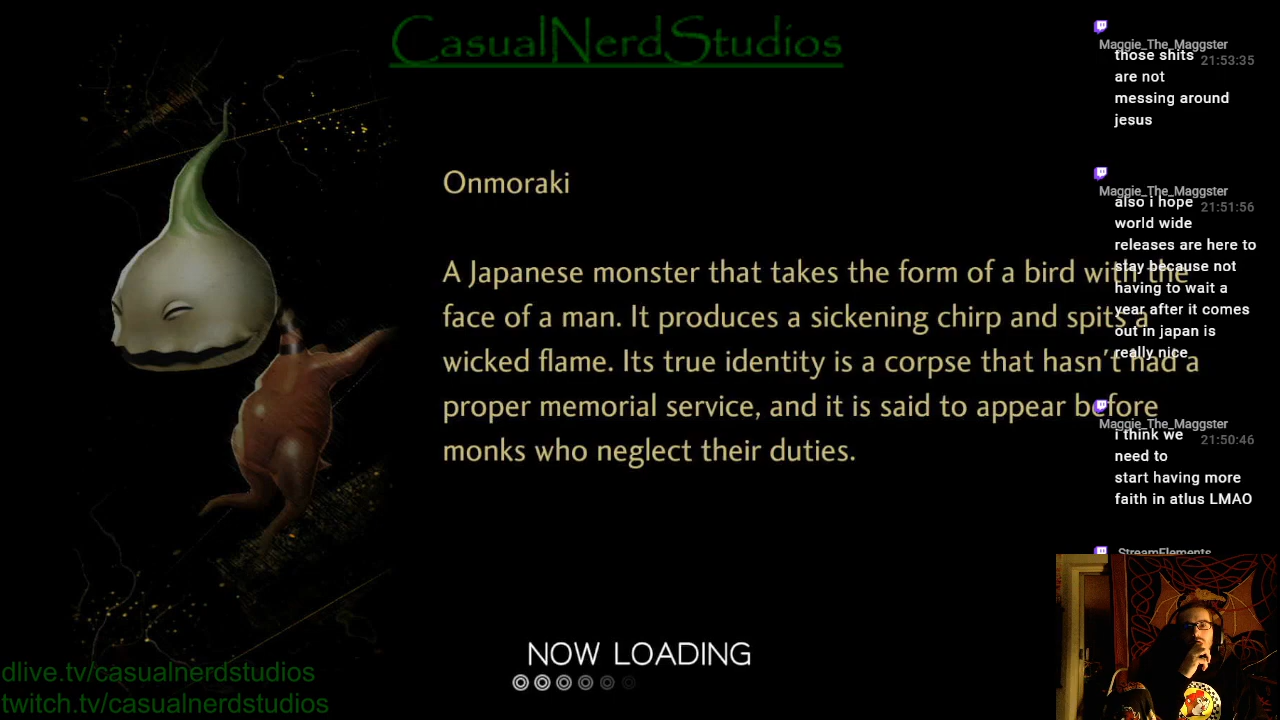 CasualNerdStudios
Onmoraki
A Japanese monster that takes the form of a bird with the
face of a man. It produces a sickening chirp and spits a
wicked flame. Its true identity is a corpse that hasn't had a
proper memorial service, and it is said to appear before
monks who neglect their duties.
NOW LOADING
dlive.tv/casualnerdstudios
twitch.tv/casualnerdstudios
Maggie_The_Maggster
those shits 21:53:35
are not
messing around
jesus
Maggie_The_Maggster
also i hope 21:51:56
world wide
releases are here to
stay because not
having to wait a
year after it comes
out in japan is
really nice
Maggie_The_Maggster
i think we 21:50:46
need to
start having more
faith in atlus LMAO
StreamElements